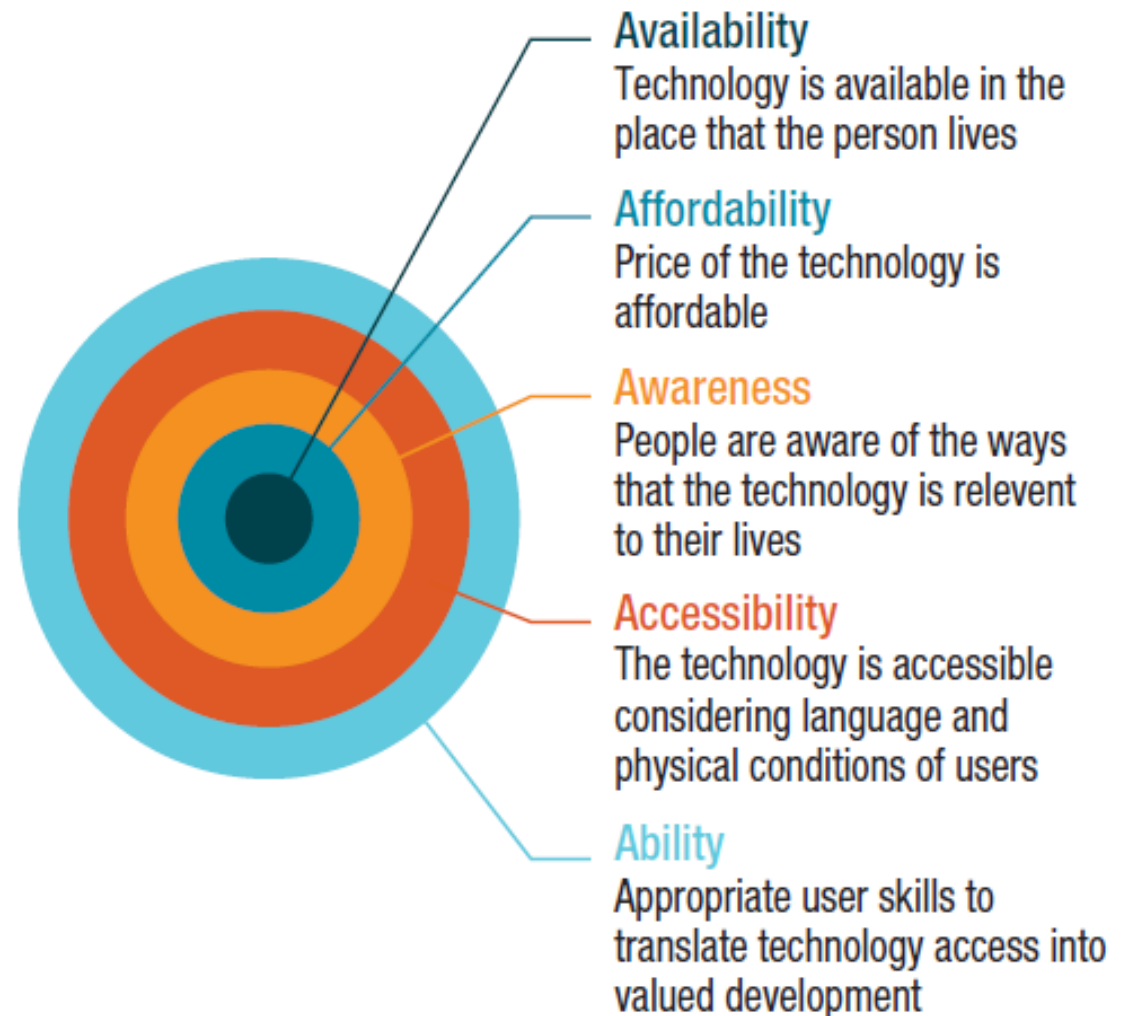 Availability
Technology is available in the
place that the person lives
Affordability
Price of the technology is
affordable
Awareness
People are aware of the ways
that the technology is relevent
to their lives
Accessibility
The technology is accessible
considering language and
physical conditions of users
Ability
Appropriate user skills to
translate technology access into
valued development